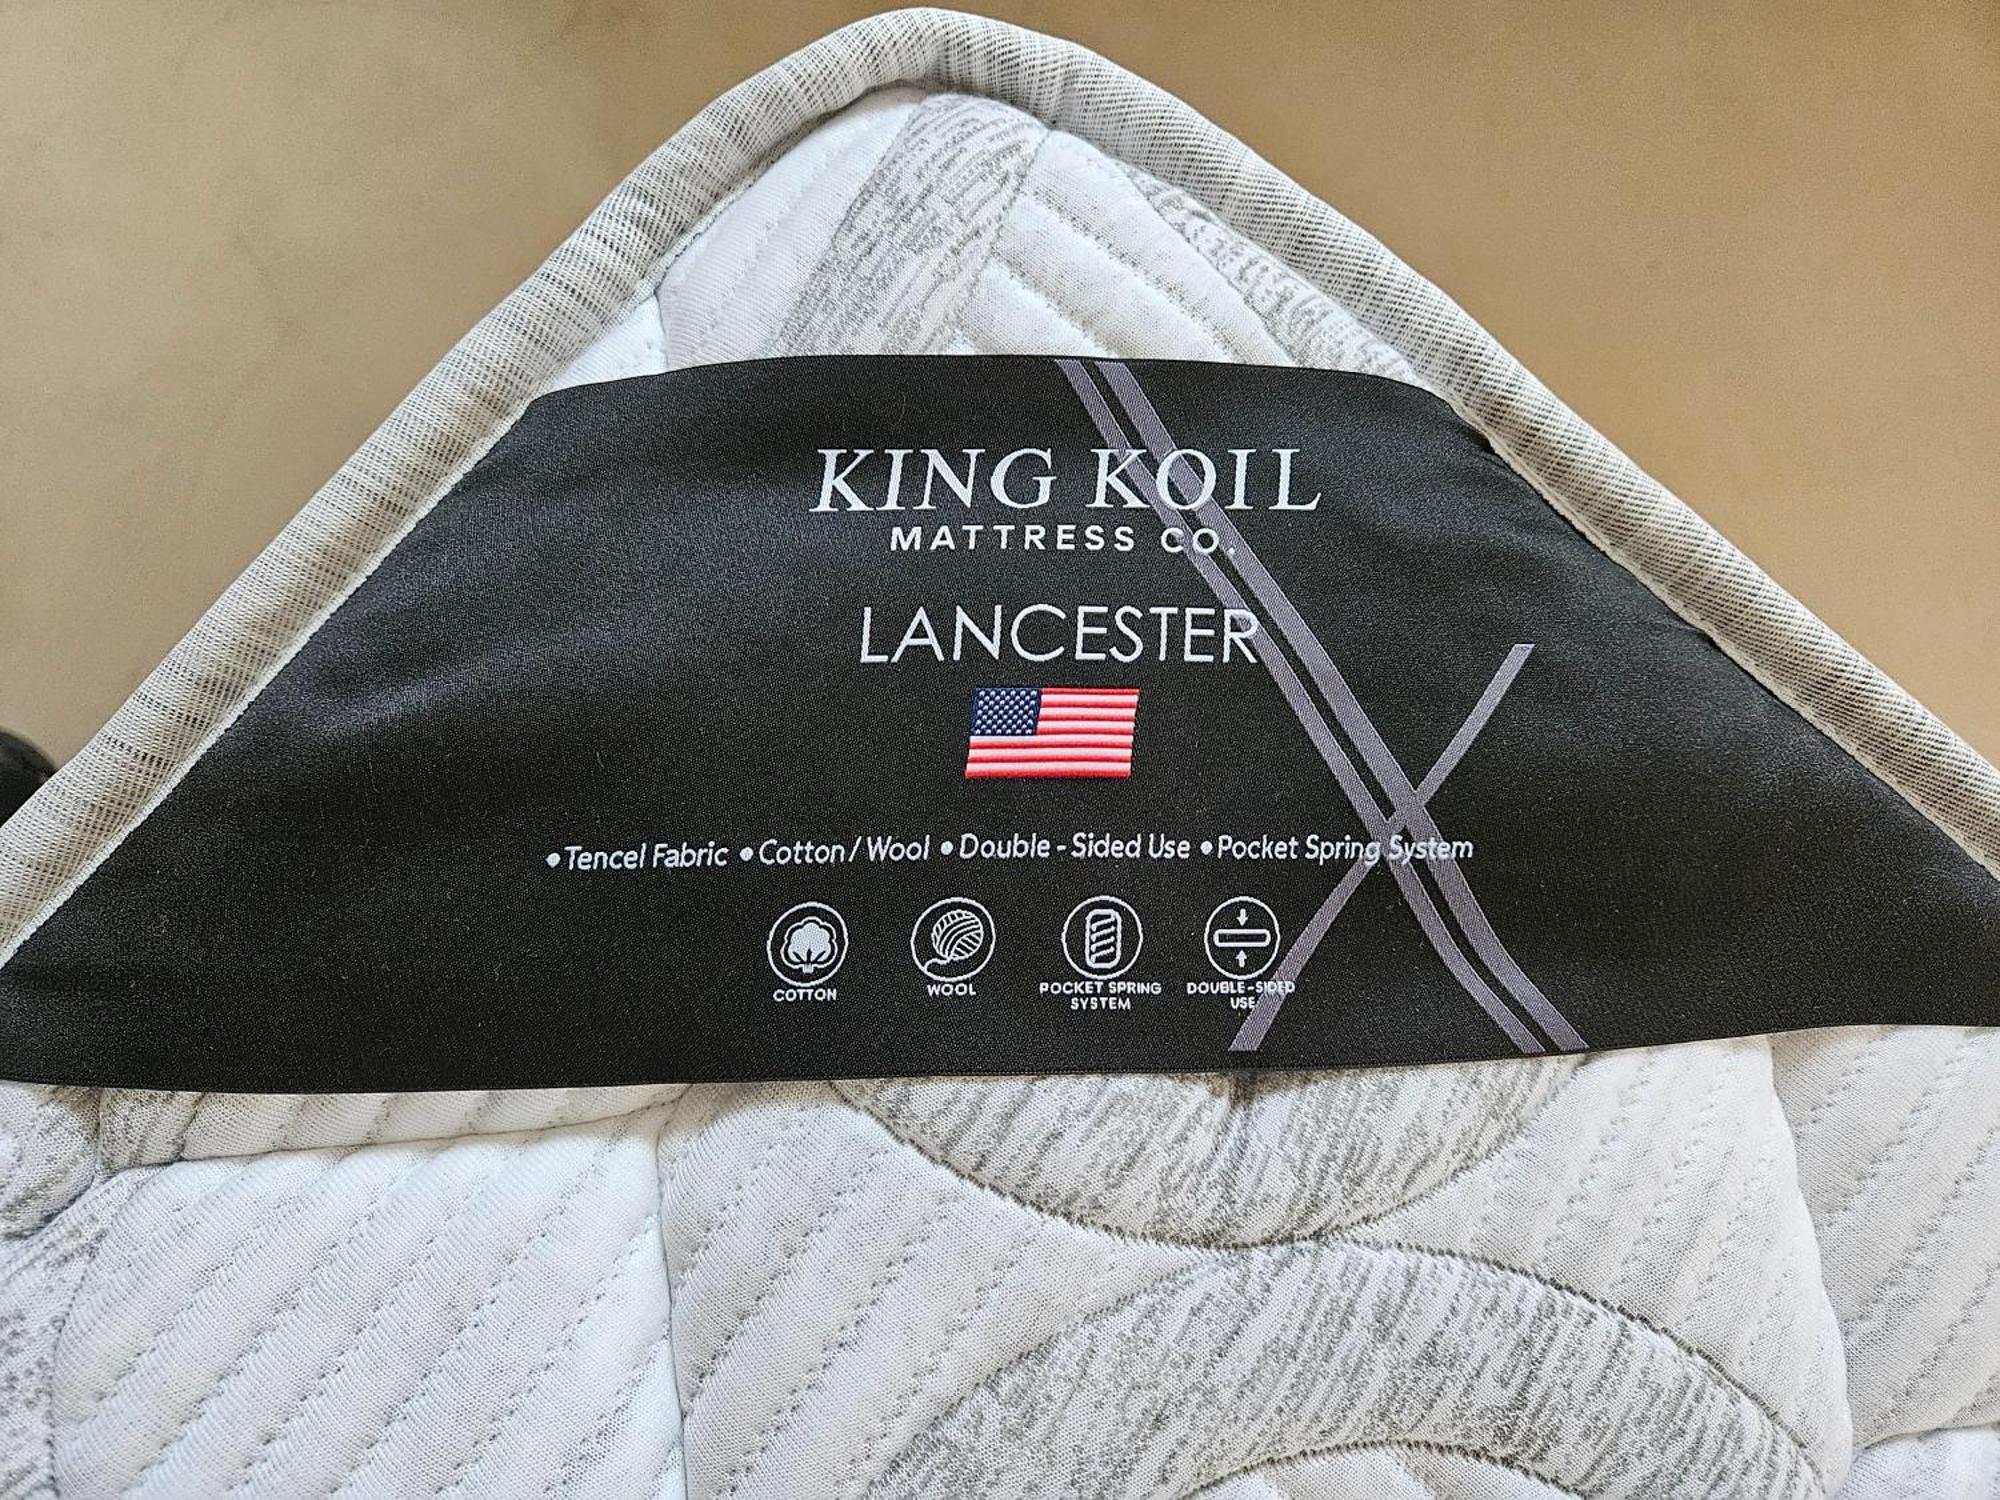 KING KOIL
MATTRESS CO.
LANCESTER
•Tencel Fabric •Cotton/Wool •Double-Sided Use •Pocket Spring System
COTTON
WOOL
POCKET SPRING
SYSTEM
DOUBLE-SIDED
USE